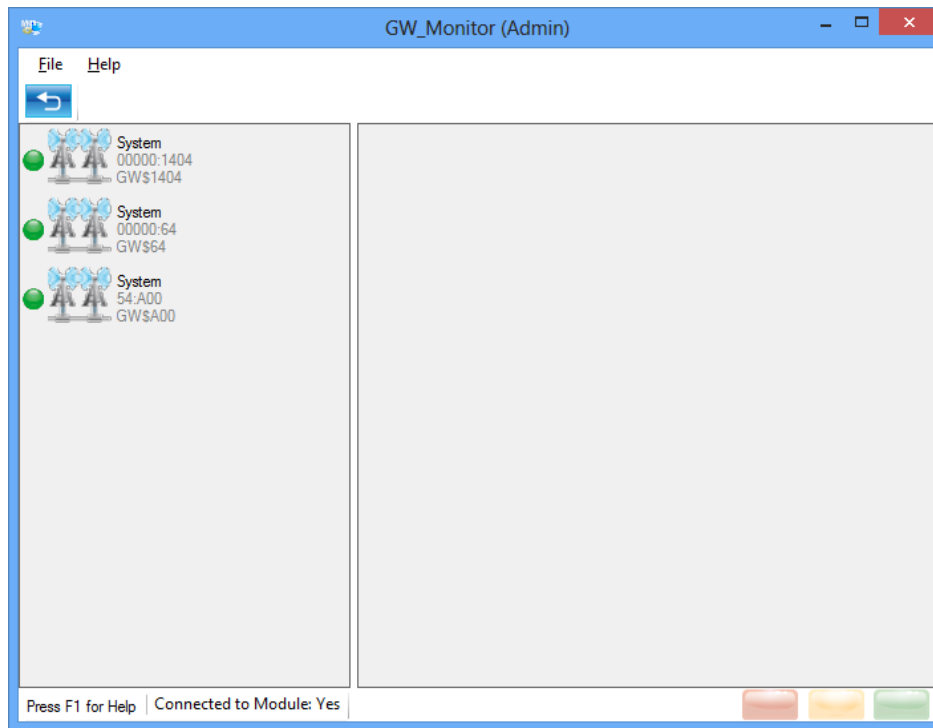 GW_Monitor (Admin)
File Help
System
00000:1404
GW$1404
System
00000:64
GW$64
System
54:A00
GW$A00
Press F1 for Help Connected to Module: Yes